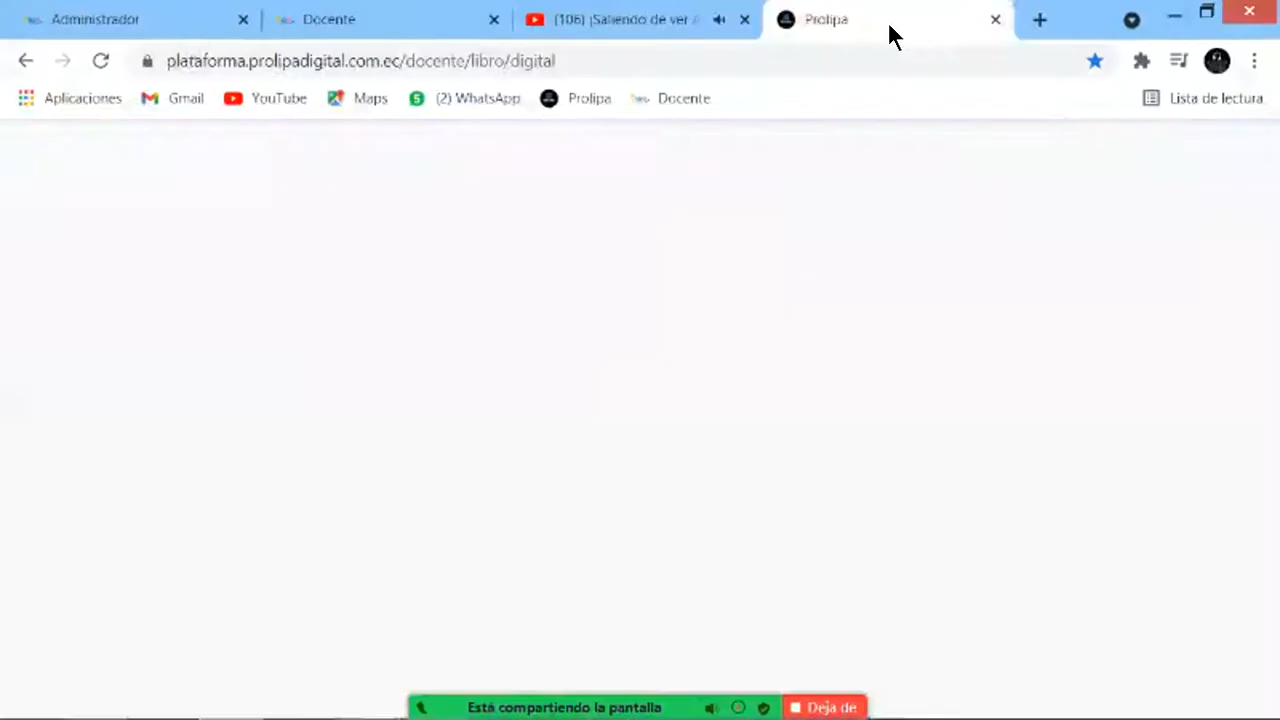 Administrador
Docente
(106) ¡Saliendo de ver
Prolipa
plataforma.prolipadigital.com.ec/docente/libro/digital
Aplicaciones
Gmail
YouTube
Maps
(2) WhatsApp
Prolipa
Docente
Lista de lectura
Está compartiendo la pantalla
Deja de